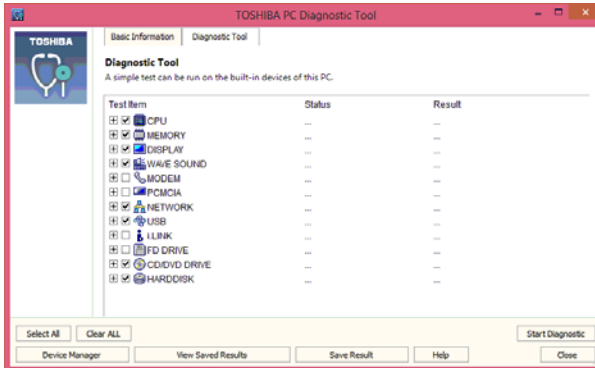 TOSHIBA PC Diagnostic Tool
TOSHIBA
Basic Information Diagnostic Tool
Diagnostic Tool
A simple test can be run on the built-in devices of this PC.
Test Item Status Result
CPU ... ...
MEMORY ... ...
DISPLAY ... ...
WAVE SOUND ... ...
MODEM ... ...
PCMCIA ... ...
NETWORK ... ...
USB ... ...
i.LINK ... ...
FD DRIVE ... ...
CD/DVD DRIVE ... ...
HARDDISK ... ...
Select All Clear ALL Start Diagnostic
Device Manager View Saved Results Save Result Help Close